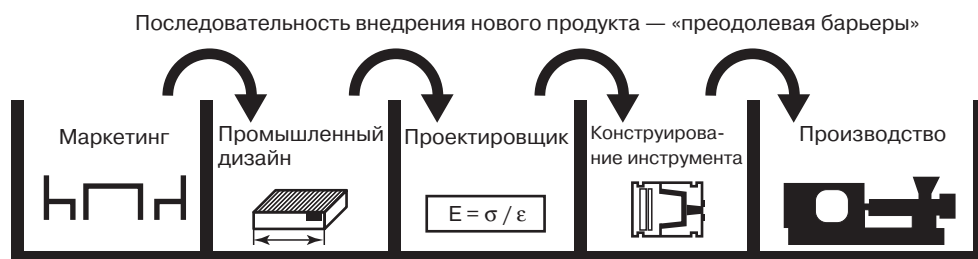 Последовательность внедрения нового продукта — «преодолевая барьеры»
Маркетинг
Промышленный
дизайн
Проектировщик
Конструирова-
ние инструмента
Производство
E = σ / ε